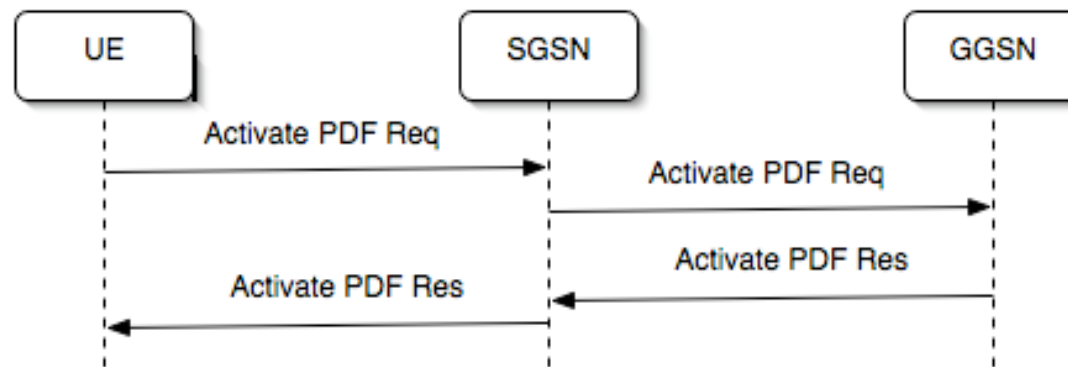 UE
SGSN
GGSN
Activate PDF Req
Activate PDF Req
Activate PDF Res
Activate PDF Res